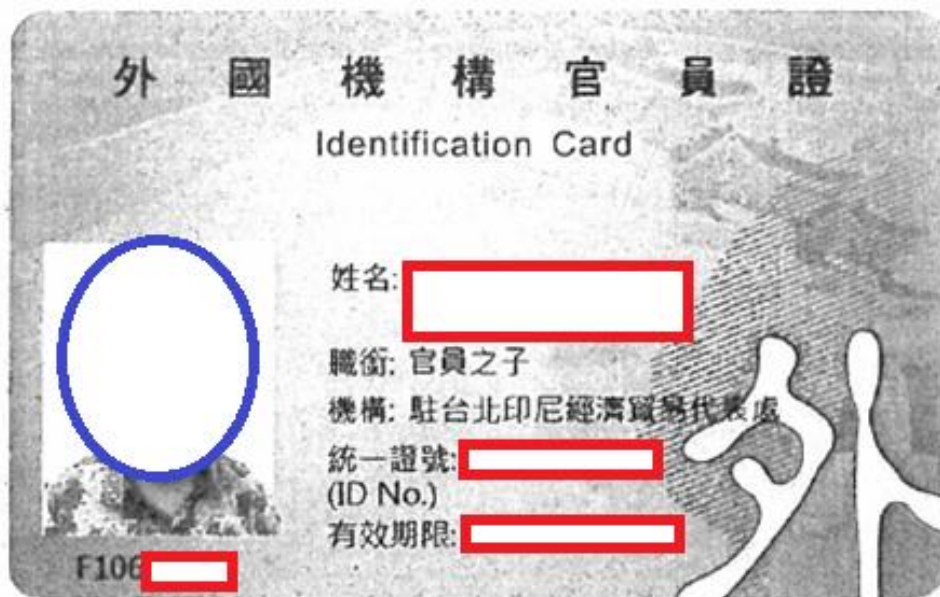 外國機構官員證
Identification Card
姓名:
職銜: 官員之子
機構: 駐台北印尼經濟貿易代表處
統一證號:
(ID No.)
有效期限:
F106
外